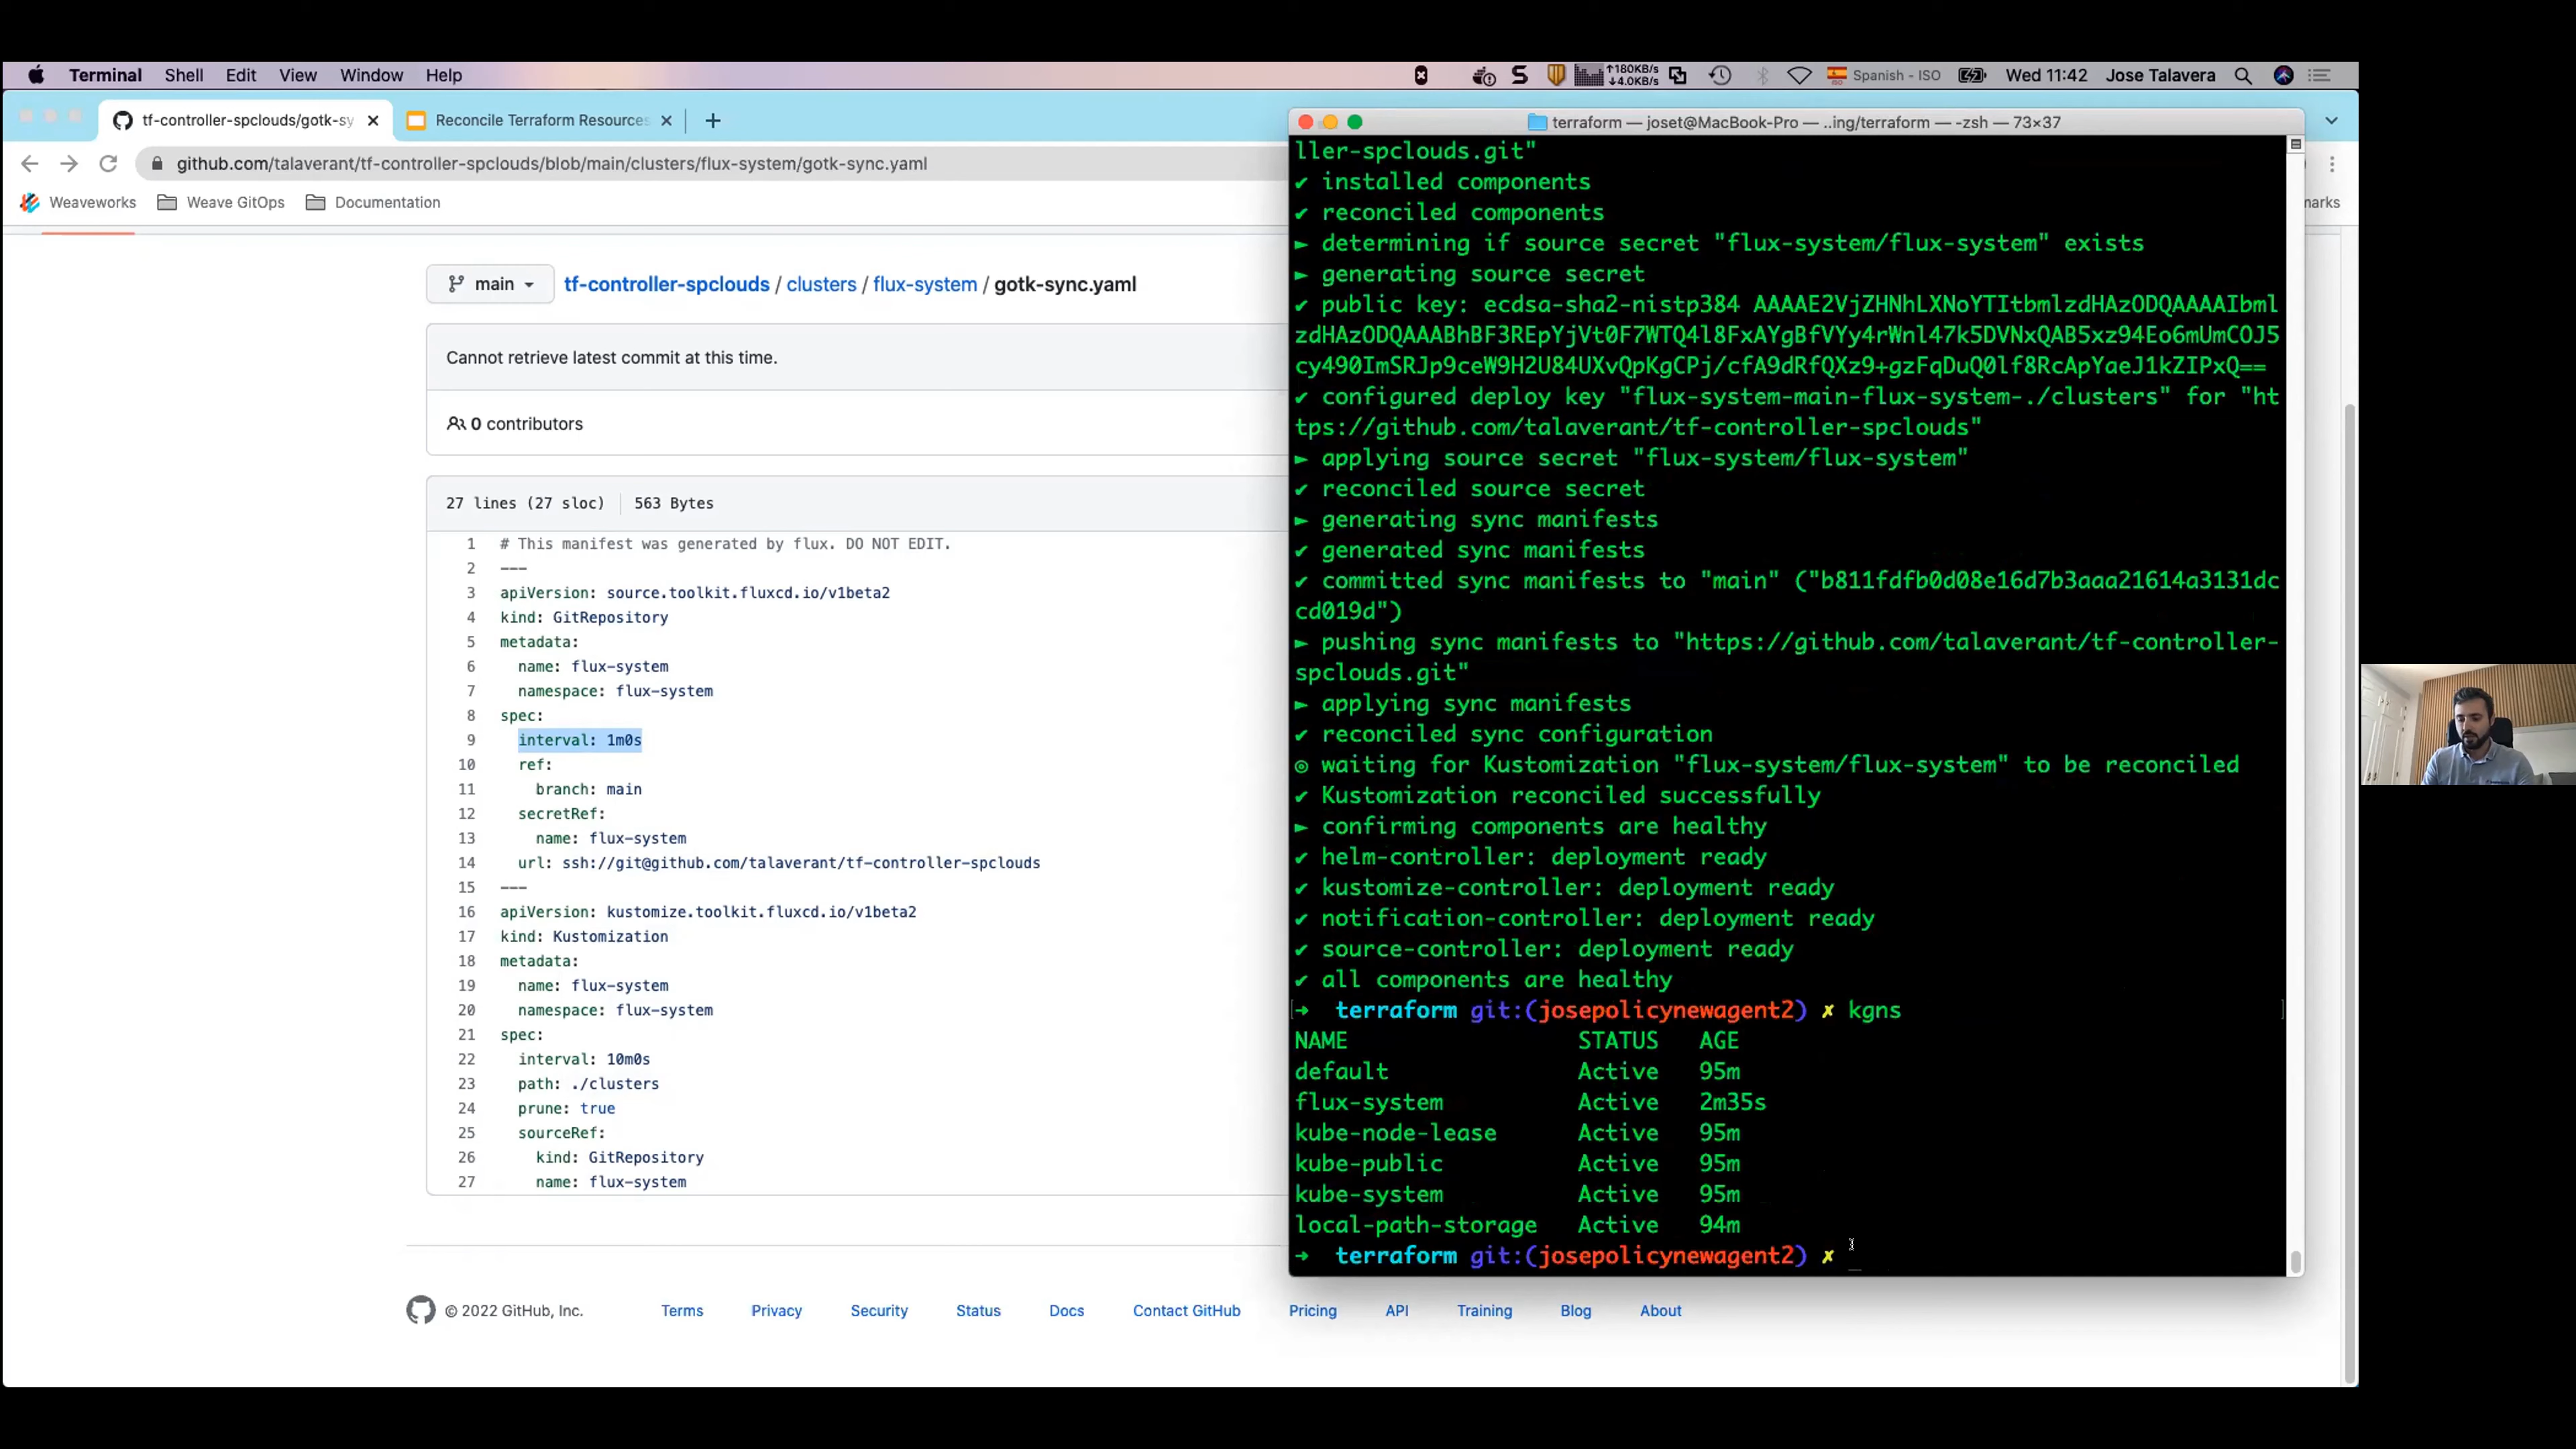 Terminal Shell Edit View Window Help
↑180KB/s
↓4.0KB/s
Spanish - ISO Wed 11:42 Jose Talavera
tf-controller-spclouds/gotk-sy
Reconcile Terraform Resources
github.com/talaverant/tf-controller-spclouds/blob/main/clusters/flux-system/gotk-sync.yaml
Weaveworks Weave GitOps Documentation
marks
main
tf-controller-spclouds / clusters / flux-system / gotk-sync.yaml
Cannot retrieve latest commit at this time.
0 contributors
27 lines (27 sloc) 563 Bytes
1 # This manifest was generated by flux. DO NOT EDIT.
2 ---
3 apiVersion: source.toolkit.fluxcd.io/v1beta2
4 kind: GitRepository
5 metadata:
6 name: flux-system
7 namespace: flux-system
8 spec:
9 interval: 1m0s
10 ref:
11 branch: main
12 secretRef:
13 name: flux-system
14 url: ssh://git@github.com/talaverant/tf-controller-spclouds
15 ---
16 apiVersion: kustomize.toolkit.fluxcd.io/v1beta2
17 kind: Kustomization
18 metadata:
19 name: flux-system
20 namespace: flux-system
21 spec:
22 interval: 10m0s
23 path: ./clusters
24 prune: true
25 sourceRef:
26 kind: GitRepository
27 name: flux-system
© 2022 GitHub, Inc. Terms Privacy Security Status Docs Contact GitHub Pricing API Training Blog About
terraform — joset@MacBook-Pro — ..ing/terraform — -zsh — 73×37
ller-spclouds.git"
✔ installed components
✔ reconciled components
► determining if source secret "flux-system/flux-system" exists
► generating source secret
✔ public key: ecdsa-sha2-nistp384 AAAAE2VjZHNhLXNoYTItbmlzdHAzODQAAAAIbml
zdHAzODQAAABhBF3REpYjVt0F7WTQ4l8FxAYgBfVYy4rWnl47k5DVNxQAB5xz94Eo6mUmCOJ5
cy490ImSRJp9ceW9H2U84UXvQpKgCPj/cfA9dRfQXz9+gzFqDuQ0lf8RcApYaeJ1kZIPxQ==
✔ configured deploy key "flux-system-main-flux-system-./clusters" for "ht
tps://github.com/talaverant/tf-controller-spclouds"
► applying source secret "flux-system/flux-system"
✔ reconciled source secret
► generating sync manifests
✔ generated sync manifests
✔ committed sync manifests to "main" ("b811fdfb0d08e16d7b3aaa21614a3131dc
cd019d")
► pushing sync manifests to "https://github.com/talaverant/tf-controller-
spclouds.git"
► applying sync manifests
✔ reconciled sync configuration
◎ waiting for Kustomization "flux-system/flux-system" to be reconciled
✔ Kustomization reconciled successfully
► confirming components are healthy
✔ helm-controller: deployment ready
✔ kustomize-controller: deployment ready
✔ notification-controller: deployment ready
✔ source-controller: deployment ready
✔ all components are healthy
→ terraform git:(josepolicynewagent2) ✗ kgns
NAME STATUS AGE
default Active 95m
flux-system Active 2m35s
kube-node-lease Active 95m
kube-public Active 95m
kube-system Active 95m
local-path-storage Active 94m
→ terraform git:(josepolicynewagent2) ✗